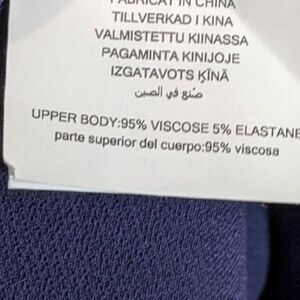 FABRICAT IN CHINA
TILLVERKAD I KINA
VALMISTETTU KIINASSA
PAGAMINTA KINIJOJE
IZGATAVOTS ĶĪNĀ
صنع في الصين
UPPER BODY:95% VISCOSE 5% ELASTANE
parte superior del cuerpo:95% viscosa